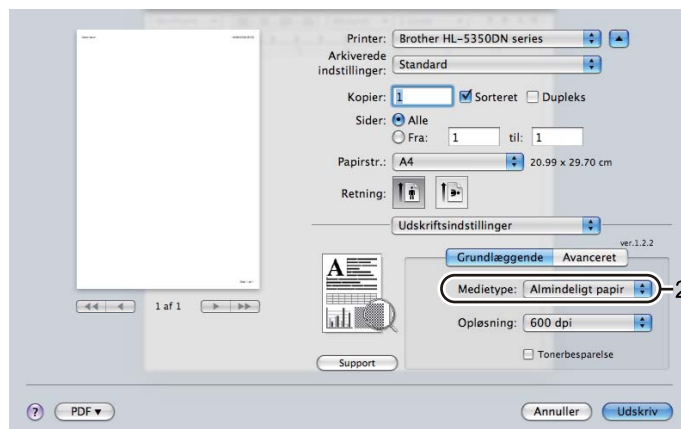 Printer: Brother HL-5350DN series
Arkiverede
indstillinger: Standard
Kopier: 1 Sorteret Dupleks
Sider: Alle
Fra: 1 til: 1
Papirstr.: A4 20.99 x 29.70 cm
Retning:
Udskriftsindstillinger
ver.1.2.2
Grundlæggende Avanceret
Medietype: Almindeligt papir 2
1 af 1
Opløsning: 600 dpi
Tonerbesparelse
Support
? PDF Annuller Udskriv